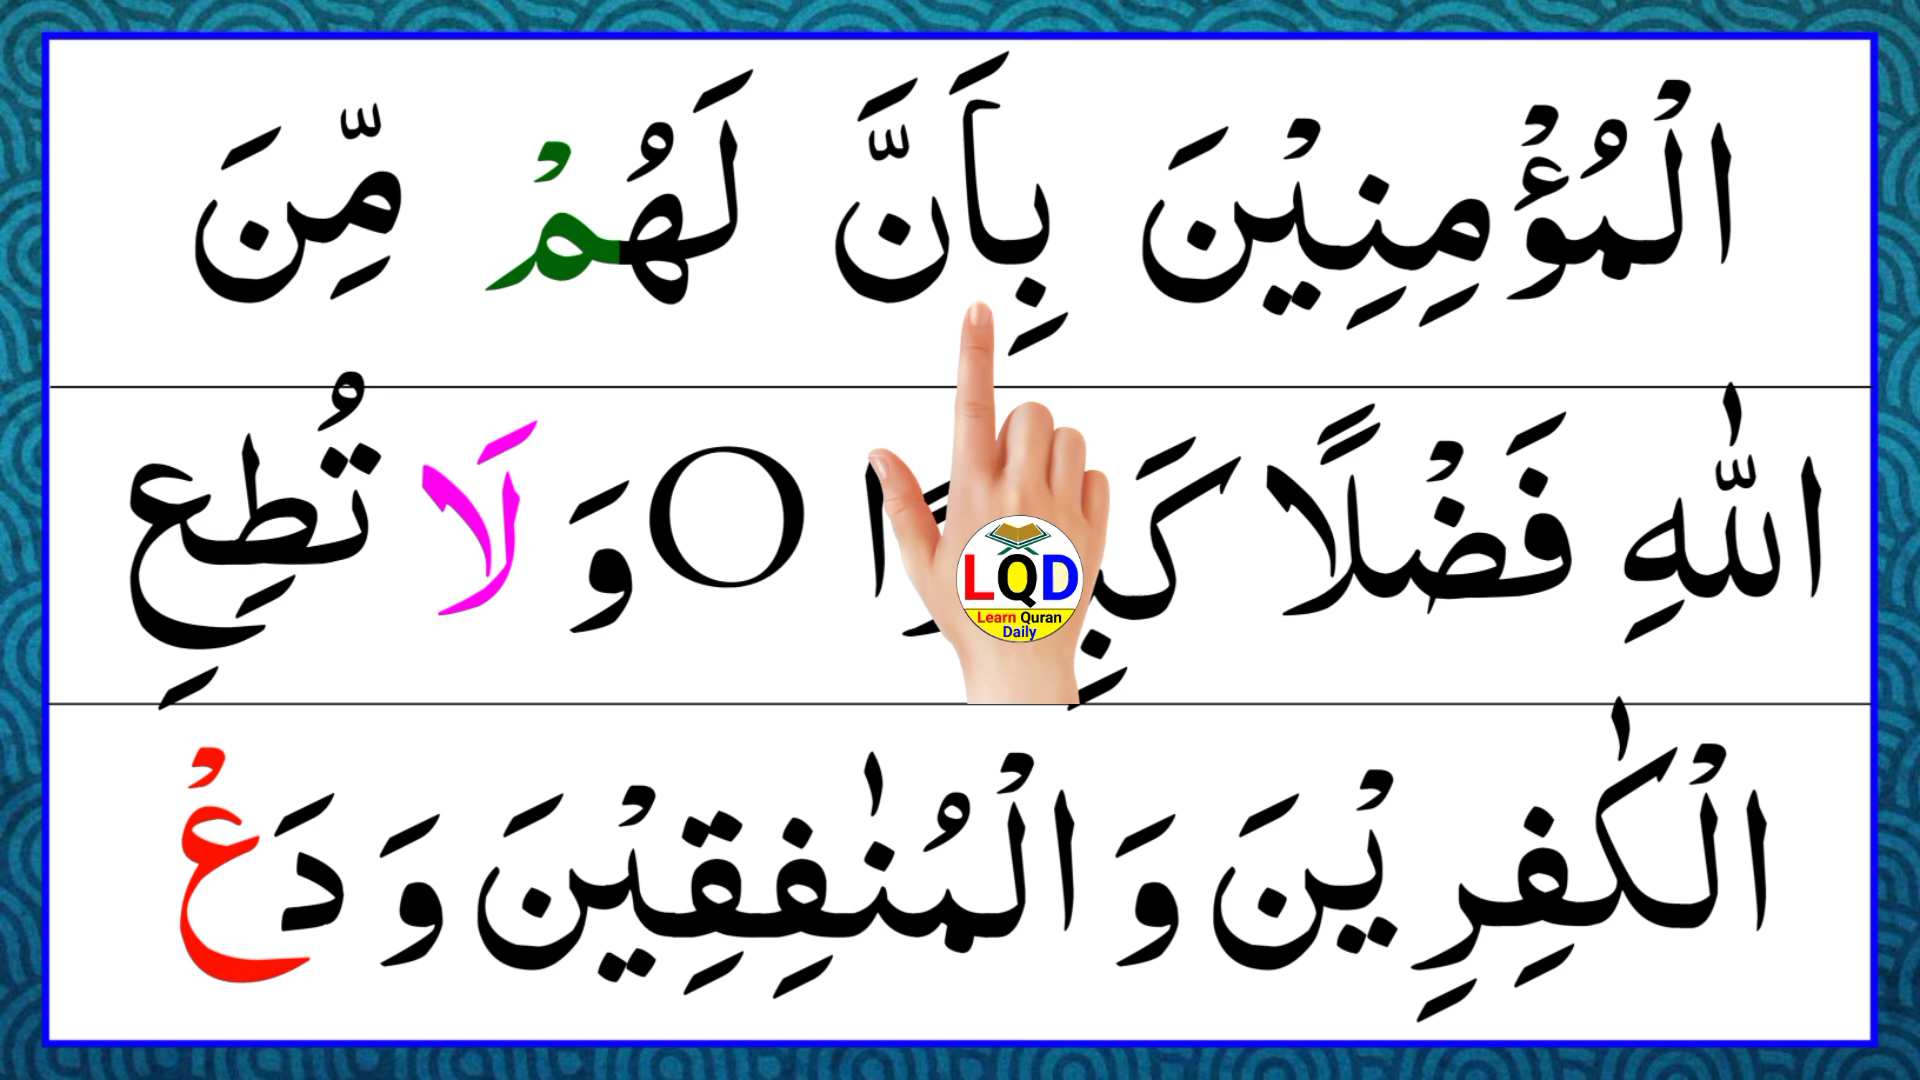 الْمُؤْمِنِيْنَ بِاَنَّ لَهُمْ مِّنَ
اللّٰهِ فَضْلًا O وَ لَا تُطِعِ
الْكٰفِرِيْنَ وَ الْمُنٰفِقِيْنَ وَ دَعْ
LQD
Learn Quran
Daily